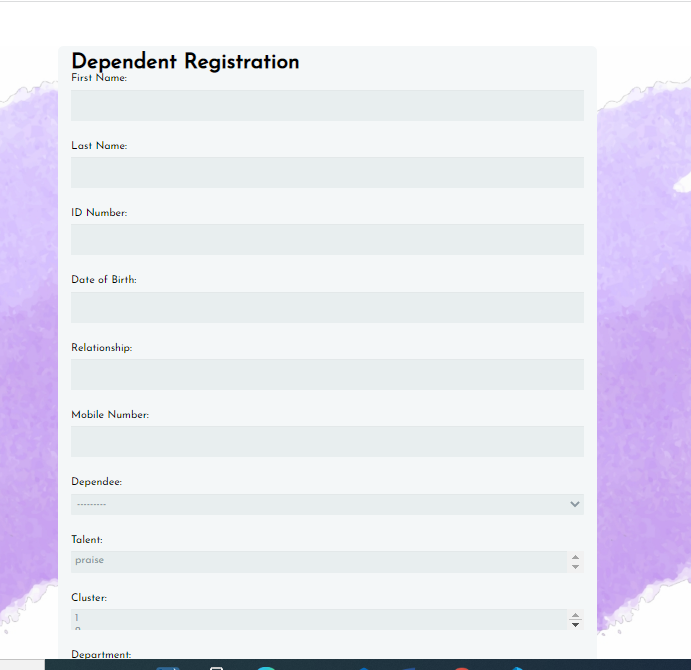 Dependent Registration
First Name:
Last Name:
ID Number:
Date of Birth:
Relationship:
Mobile Number:
Dependee:
---------
Talent:
praise
Cluster:
1
Department: